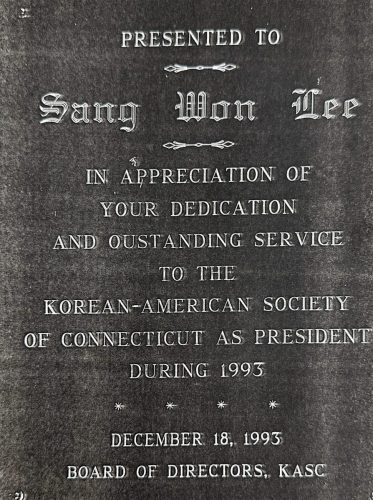 PRESENTED TO
Sang Won Lee
IN APPRECIATION OF
YOUR DEDICATION
AND OUSTANDING SERVICE
TO THE
KOREAN-AMERICAN SOCIETY
OF CONNECTICUT AS PRESIDENT
DURING 1993
* * * *
DECEMBER 18, 1993
BOARD OF DIRECTORS, KASC